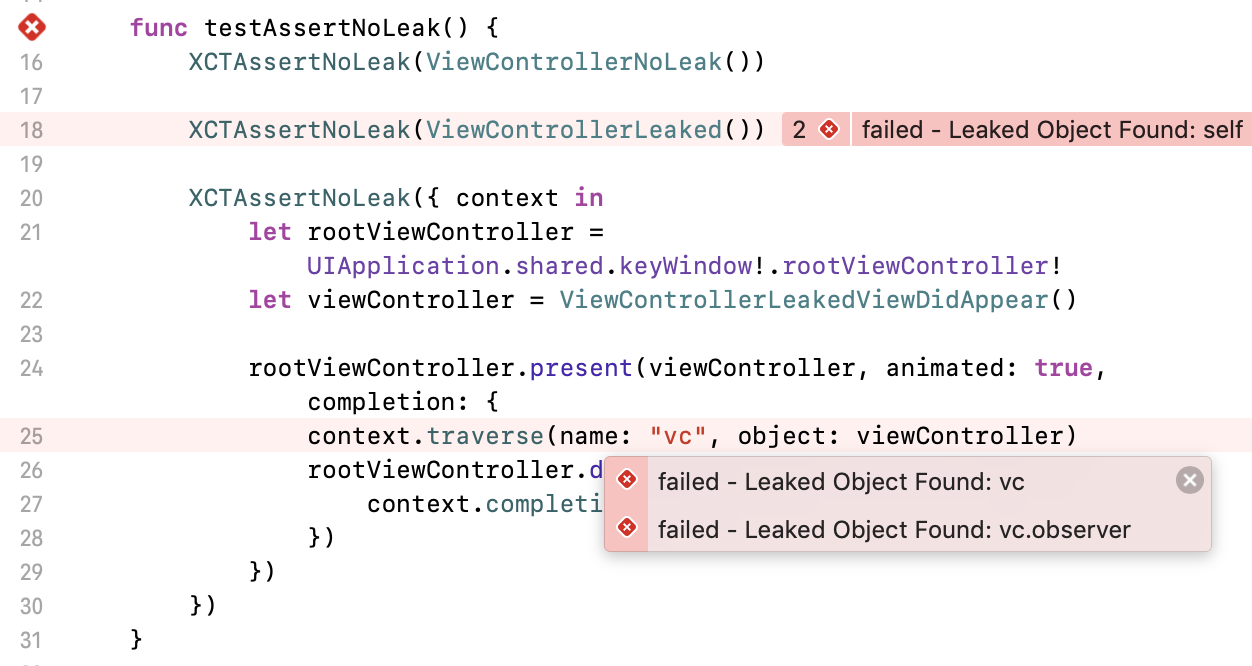 func testAssertNoLeak() {
16 XCTAssertNoLeak(ViewControllerNoLeak())
17
18 XCTAssertNoLeak(ViewControllerLeaked()) 2 failed - Leaked Object Found: self
19
20 XCTAssertNoLeak({ context in
21 let rootViewController =
UIApplication.shared.keyWindow!.rootViewController!
22 let viewController = ViewControllerLeakedViewDidAppear()
23
24 rootViewController.present(viewController, animated: true,
completion: {
25 context.traverse(name: "vc", object: viewController)
26 rootViewController.d
failed - Leaked Object Found: vc
27 context.completi
failed - Leaked Object Found: vc.observer
28 })
29 })
30 })
31 }